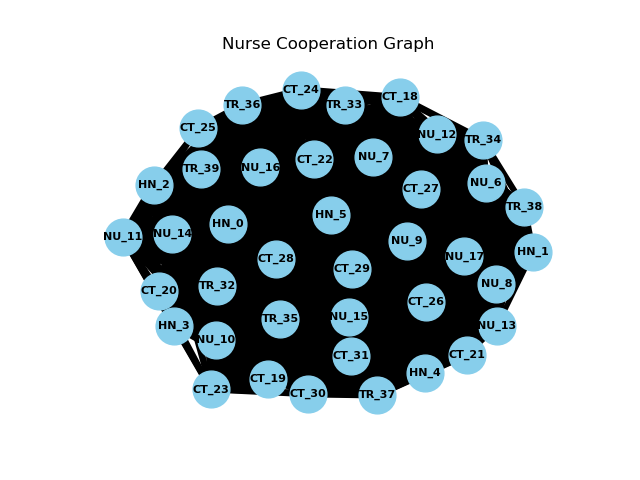 Nurse Cooperation Graph
CT_24
CT_18
TR_36
TR_33
CT_25
NU_12
TR_34
CT_22
NU_7
NU_16
TR_39
HN_2
NU_6
CT_27
TR_38
HN_5
HN_0
NU_14
NU_11
NU_9
HN_1
NU_17
CT_28
CT_29
NU_8
TR_32
CT_20
CT_26
NU_15
TR_35
HN_3
NU_13
NU_10
CT_21
CT_31
HN_4
CT_19
CT_23
CT_30
TR_37